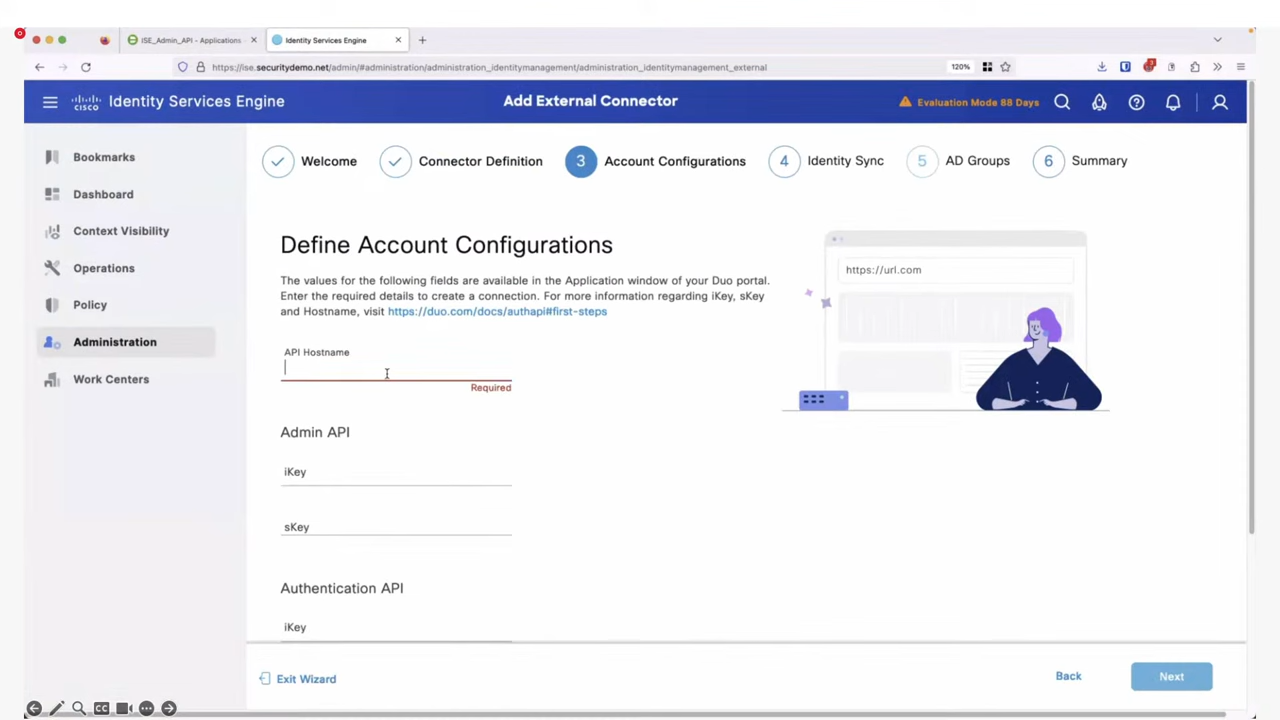 ISE_Admin_API - Applications
Identity Services Engine
https://ise.securitydemo.net/admin/#administration/administration_identitymanagement/administration_identitymanagement_external
120%
CISCO
Identity Services Engine
Add External Connector
Evaluation Mode 88 Days
Bookmarks
Dashboard
Context Visibility
Operations
Policy
Administration
Work Centers
Welcome
Connector Definition
3 Account Configurations
4 Identity Sync
5 AD Groups
6 Summary
Define Account Configurations
The values for the following fields are available in the Application window of your Duo portal.
Enter the required details to create a connection. For more information regarding iKey, sKey
and Hostname, visit https://duo.com/docs/authapi#first-steps
https://url.com
API Hostname
Required
Admin API
iKey
sKey
Authentication API
iKey
Exit Wizard
Back
Next
CC